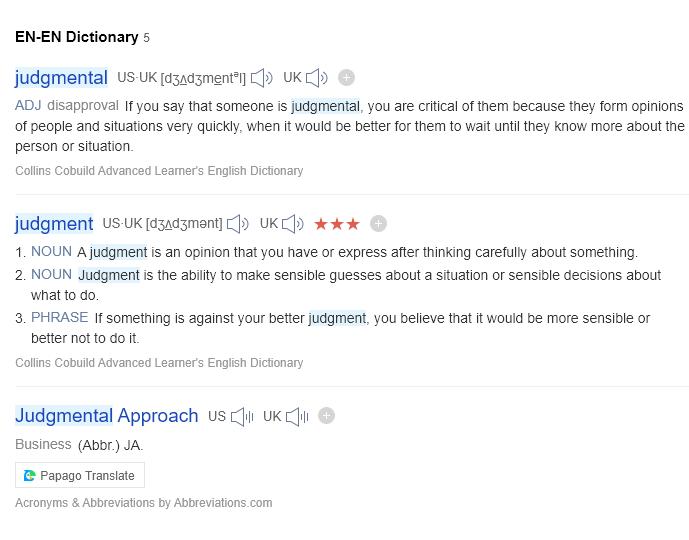 EN-EN Dictionary 5
judgmental US·UK [dʒʌdʒmentᵊl] UK
ADJ disapproval If you say that someone is judgmental, you are critical of them because they form opinions
of people and situations very quickly, when it would be better for them to wait until they know more about the
person or situation.
Collins Cobuild Advanced Learner's English Dictionary
judgment US·UK [dʒʌdʒmənt] UK ★★★
1. NOUN A judgment is an opinion that you have or express after thinking carefully about something.
2. NOUN Judgment is the ability to make sensible guesses about a situation or sensible decisions about
what to do.
3. PHRASE If something is against your better judgment, you believe that it would be more sensible or
better not to do it.
Collins Cobuild Advanced Learner's English Dictionary
Judgmental Approach US UK
Business (Abbr.) JA.
Papago Translate
Acronyms & Abbreviations by Abbreviations.com